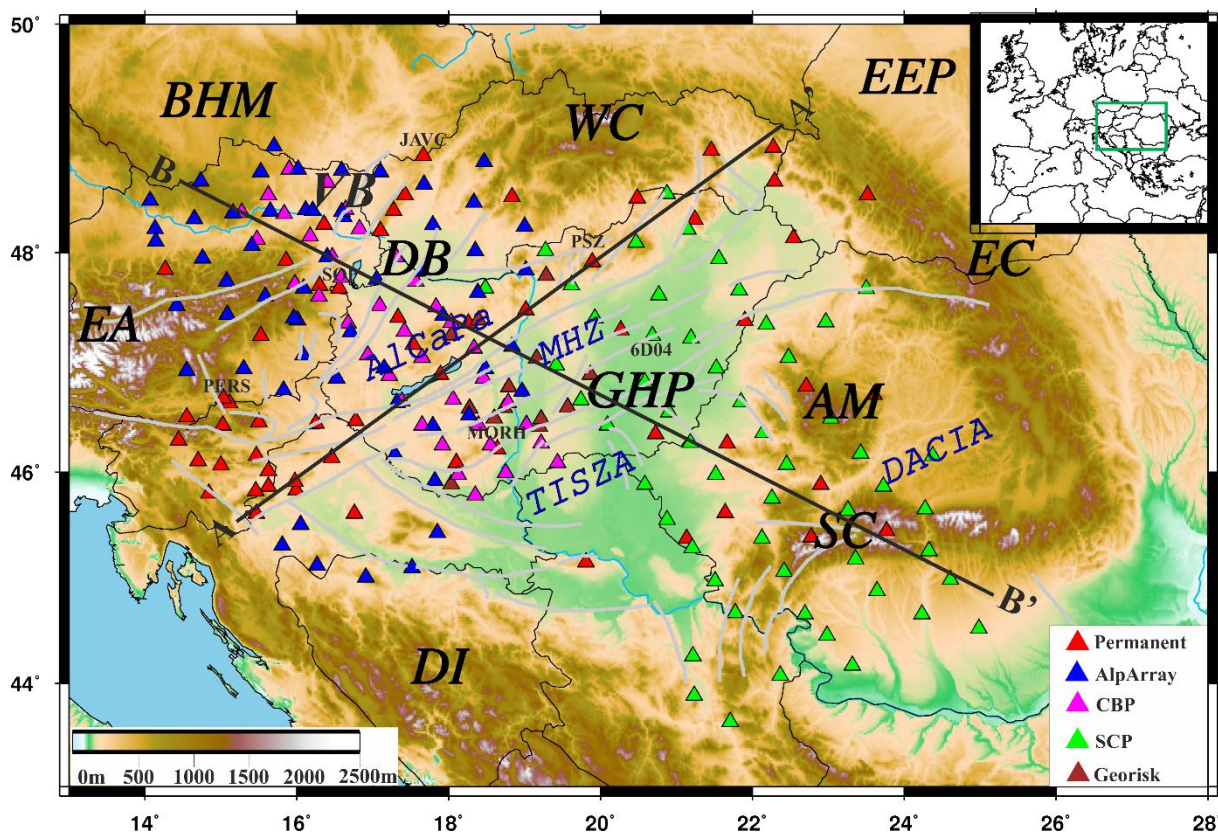 50°
EEP
BHM
WC
A'
JAVC
B
VB
48°
PSZ
DB
EC
SOP
EA
AlCaPa
MHZ
6D04
PERS
GHP
AM
MORH
DACIA
46°
TISZA
A
SC
B'
Permanent
DI
AlpArray
44°
CBP
SCP
0m 500 1000 1500 2000 2500m
Georisk
14° 16° 18° 20° 22° 24° 26° 28°